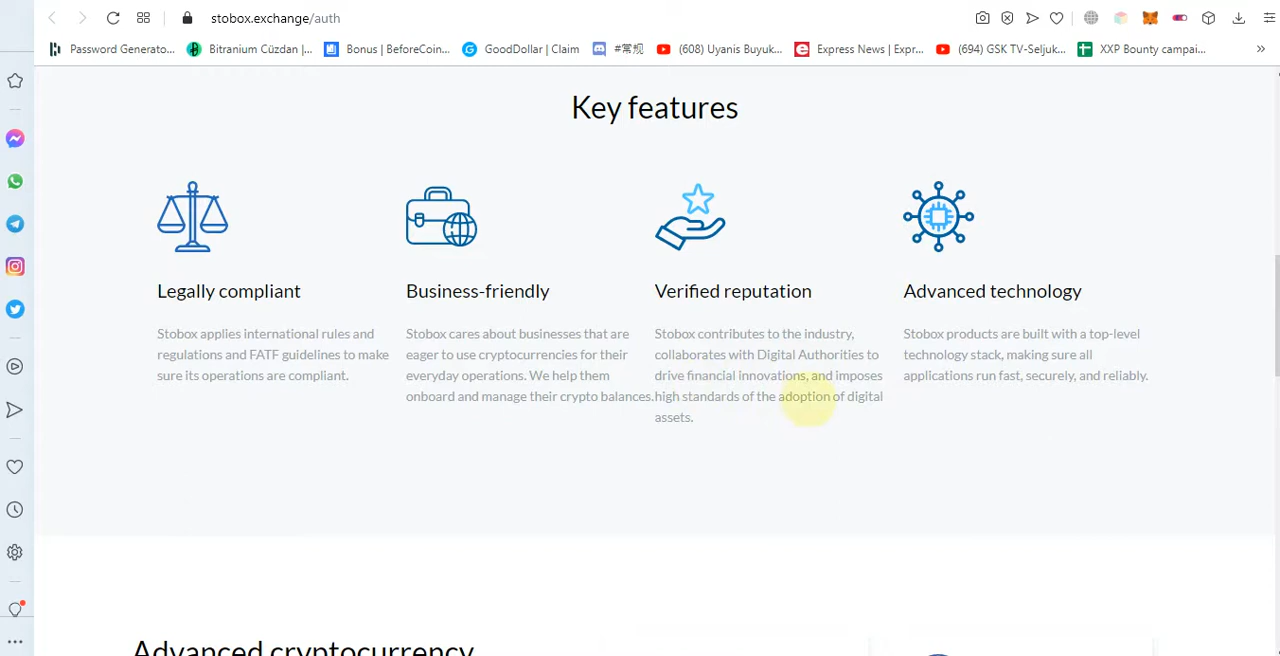 stobox.exchange/auth
Password Generato... Bitranium Cüzdan |... Bonus | BeforeCoin... GoodDollar | Claim #常规 (608) Uyanis Buyuk... Express News | Expr... (694) GSK TV-Seljuk... XXP Bounty campai... »
Key features
Legally compliant
Stobox applies international rules and
regulations and FATF guidelines to make
sure its operations are compliant.
Business-friendly
Stobox cares about businesses that are
eager to use cryptocurrencies for their
everyday operations. We help them
onboard and manage their crypto balances.
Verified reputation
Stobox contributes to the industry,
collaborates with Digital Authorities to
drive financial innovations, and imposes
high standards of the adoption of digital
assets.
Advanced technology
Stobox products are built with a top-level
technology stack, making sure all
applications run fast, securely, and reliably.
Advanced cryptocurrency